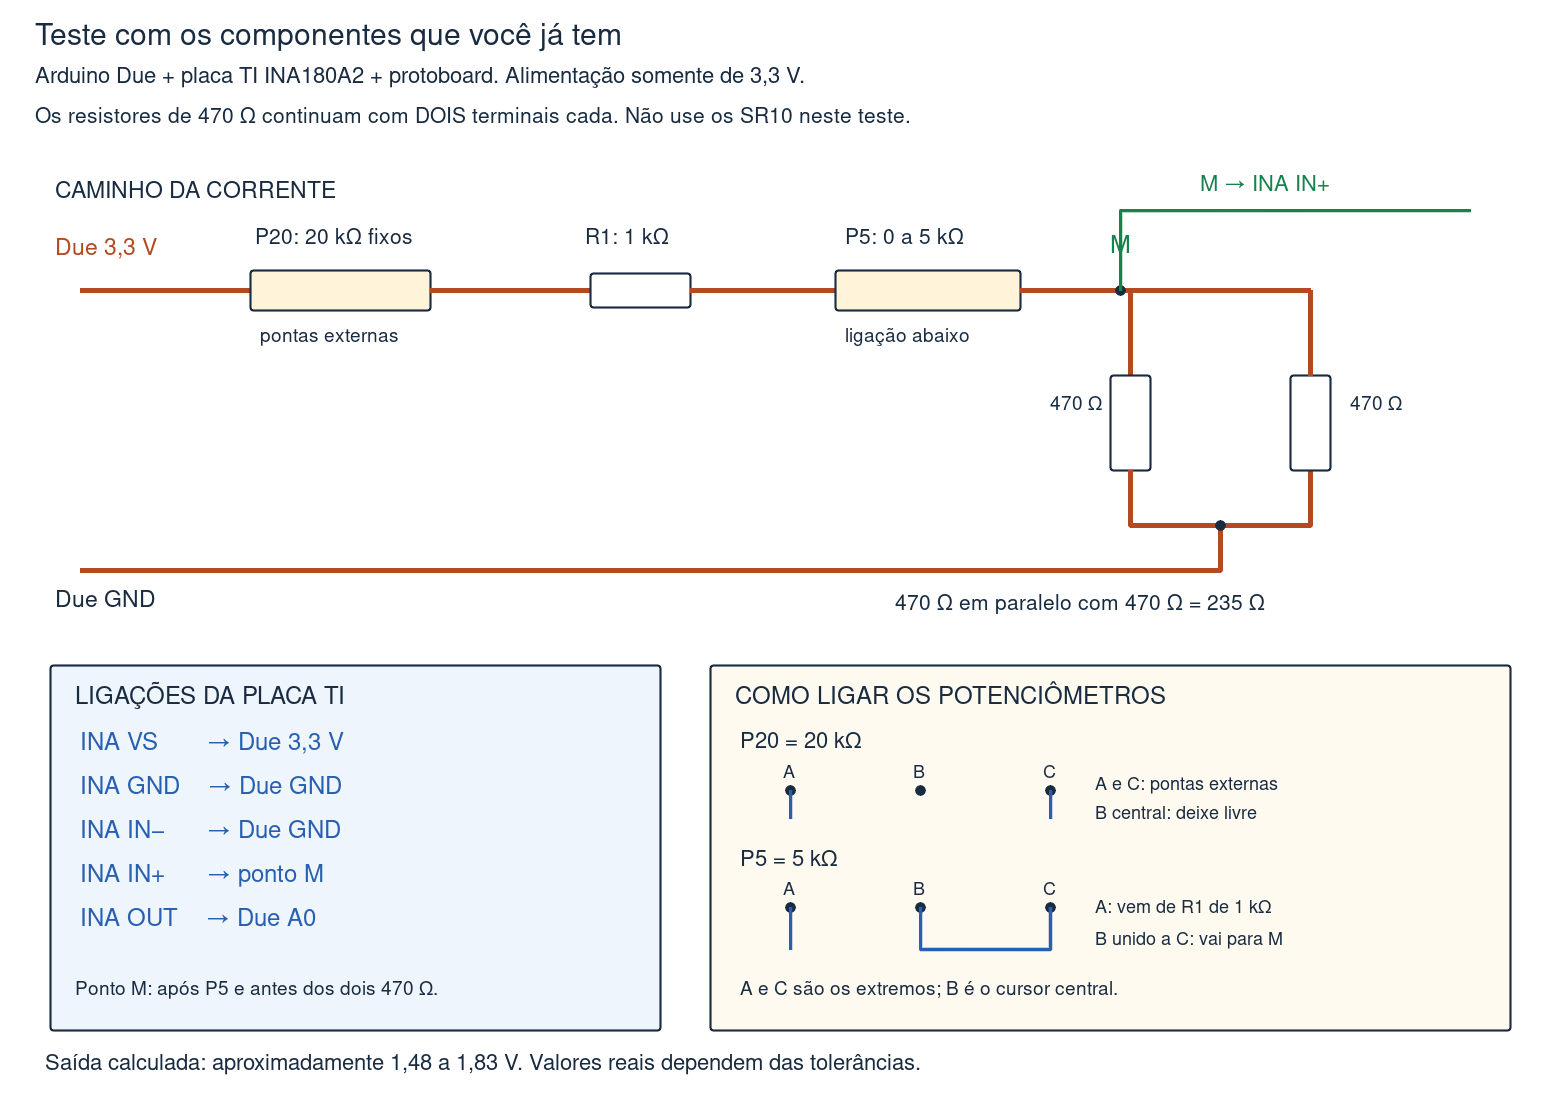 Teste com os componentes que você já tem
Arduino Due + placa TI INA180A2 + protoboard. Alimentação somente de 3,3 V.
Os resistores de 470 Ω continuam com DOIS terminais cada. Não use os SR10 neste teste.
CAMINHO DA CORRENTE
M → INA IN+
Due 3,3 V
P20: 20 kΩ fixos
R1: 1 kΩ
P5: 0 a 5 kΩ
M
pontas externas
ligação abaixo
470 Ω
470 Ω
Due GND
470 Ω em paralelo com 470 Ω = 235 Ω
LIGAÇÕES DA PLACA TI
INA VS → Due 3,3 V
INA GND → Due GND
INA IN− → Due GND
INA IN+ → ponto M
INA OUT → Due A0
Ponto M: após P5 e antes dos dois 470 Ω.
COMO LIGAR OS POTENCIÔMETROS
P20 = 20 kΩ
A B C
A e C: pontas externas
B central: deixe livre
P5 = 5 kΩ
A B C
A: vem de R1 de 1 kΩ
B unido a C: vai para M
A e C são os extremos; B é o cursor central.
Saída calculada: aproximadamente 1,48 a 1,83 V. Valores reais dependem das tolerâncias.